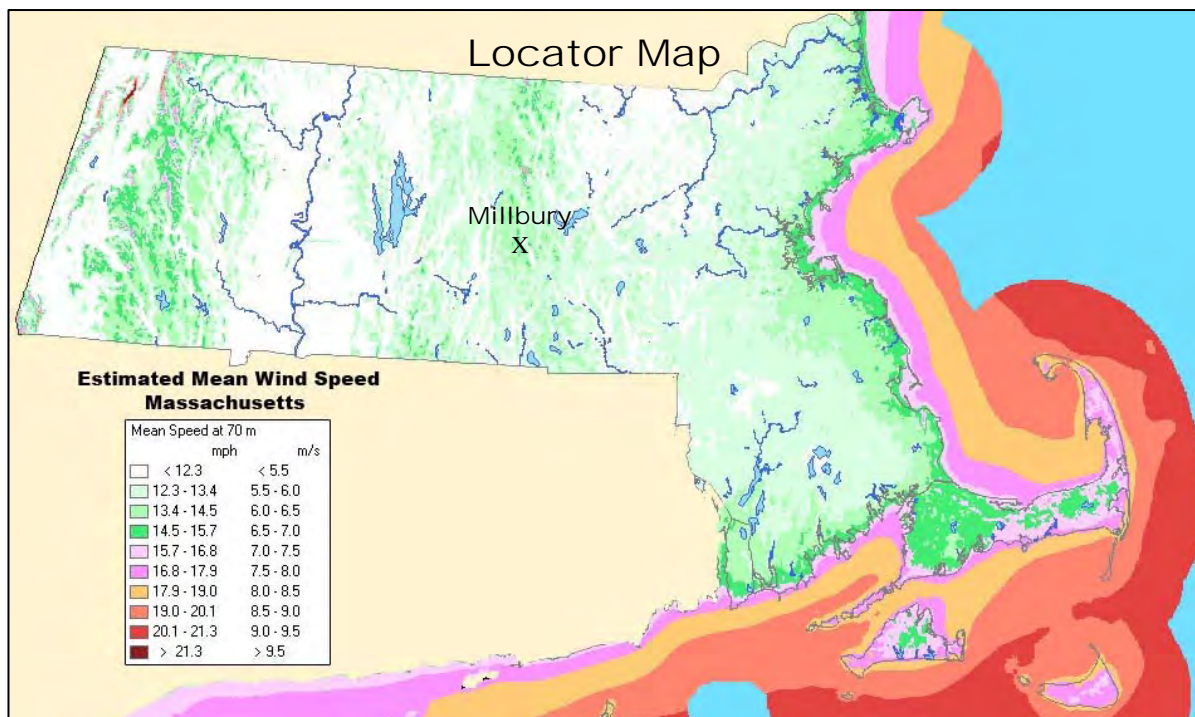 Locator Map
Millbury
X
Estimated Mean Wind Speed
Massachusetts
Mean Speed at 70 m
mph m/s
< 12.3 < 5.5
12.3 - 13.4 5.5 - 6.0
13.4 - 14.5 6.0 - 6.5
14.5 - 15.7 6.5 - 7.0
15.7 - 16.8 7.0 - 7.5
16.8 - 17.9 7.5 - 8.0
17.9 - 19.0 8.0 - 8.5
19.0 - 20.1 8.5 - 9.0
20.1 - 21.3 9.0 - 9.5
> 21.3 > 9.5